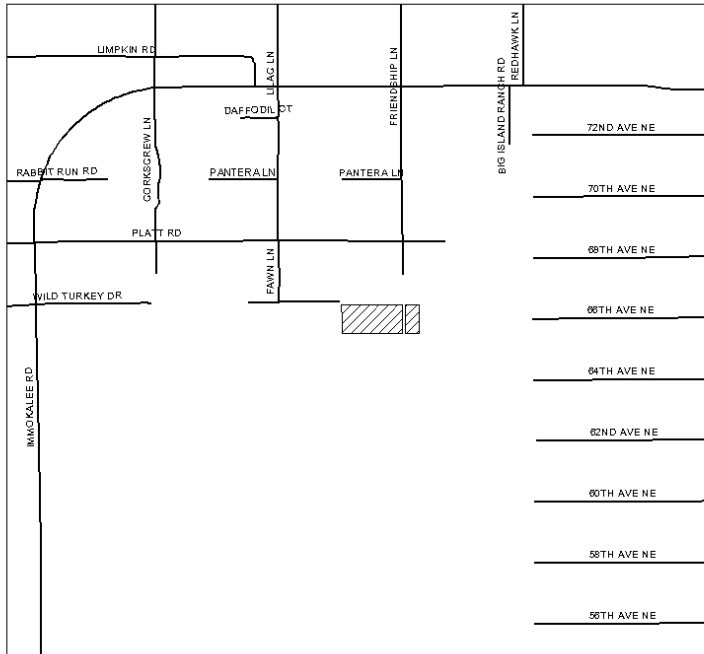 LIMPKIN RD
LILAC LN
FRIENDSHIP LN
REDHAWK LN
BIG ISLAND RANCH RD
DAFFODIL CT
CORKSCREW LN
72ND AVE NE
RABBIT RUN RD
PANTERA LN
PANTERA LN
70TH AVE NE
PLATT RD
68TH AVE NE
FAWN LN
WILD TURKEY DR
66TH AVE NE
IMMOKALEE RD
64TH AVE NE
62ND AVE NE
60TH AVE NE
58TH AVE NE
56TH AVE NE